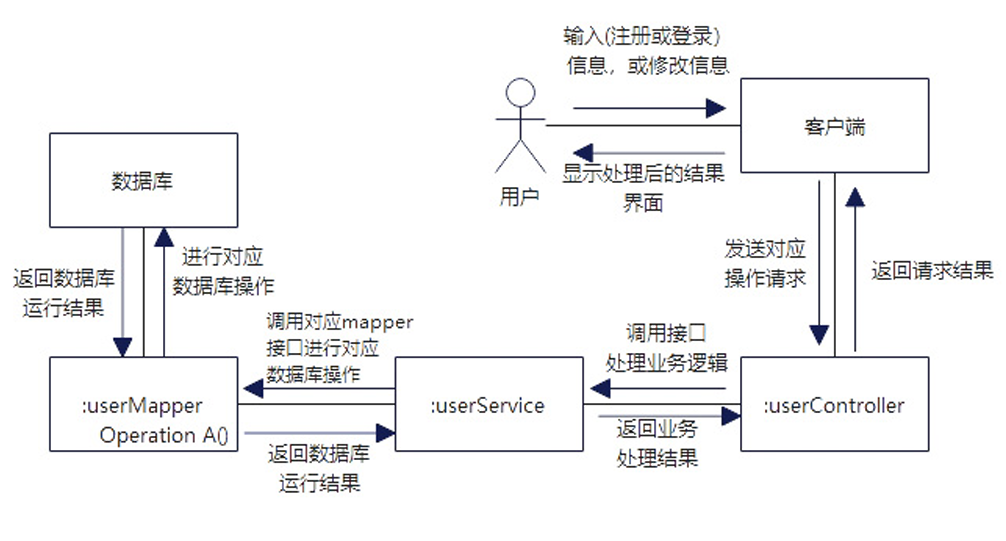 输入(注册或登录)
信息，或修改信息
客户端
用户
显示处理后的结果
界面
数据库
返回数据库
运行结果
进行对应
数据库操作
发送对应
操作请求
返回请求结果
调用对应mapper
接口进行对应
数据库操作
调用接口
处理业务逻辑
:userMapper
Operation A()
:userService
:userController
返回数据库
运行结果
返回业务
处理结果